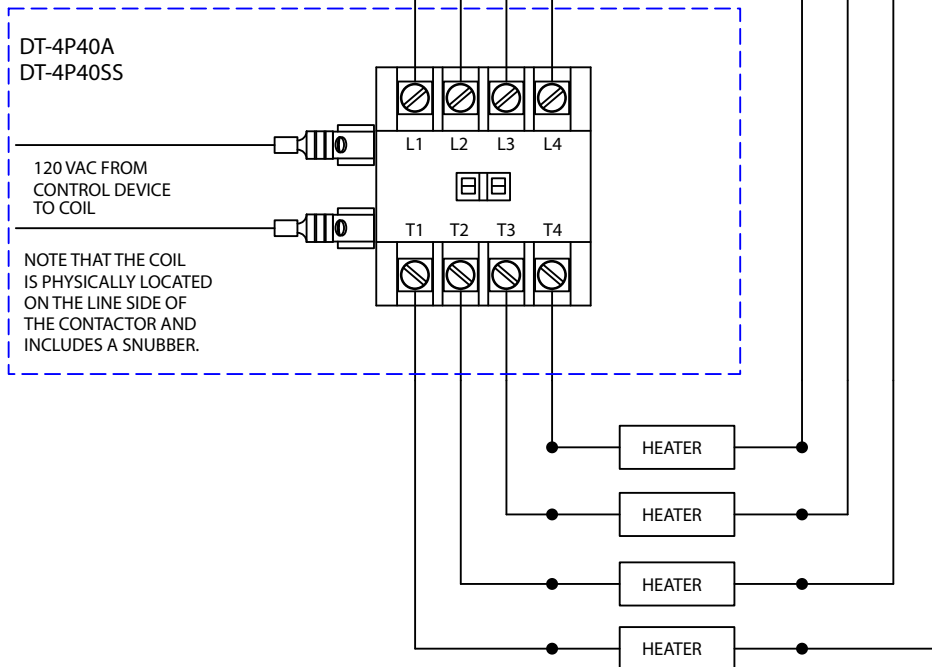 DT-4P40A
DT-4P40SS
L1 L2 L3 L4
120 VAC FROM
CONTROL DEVICE
TO COIL
T1 T2 T3 T4
NOTE THAT THE COIL
IS PHYSICALLY LOCATED
ON THE LINE SIDE OF
THE CONTACTOR AND
INCLUDES A SNUBBER.
HEATER
HEATER
HEATER
HEATER